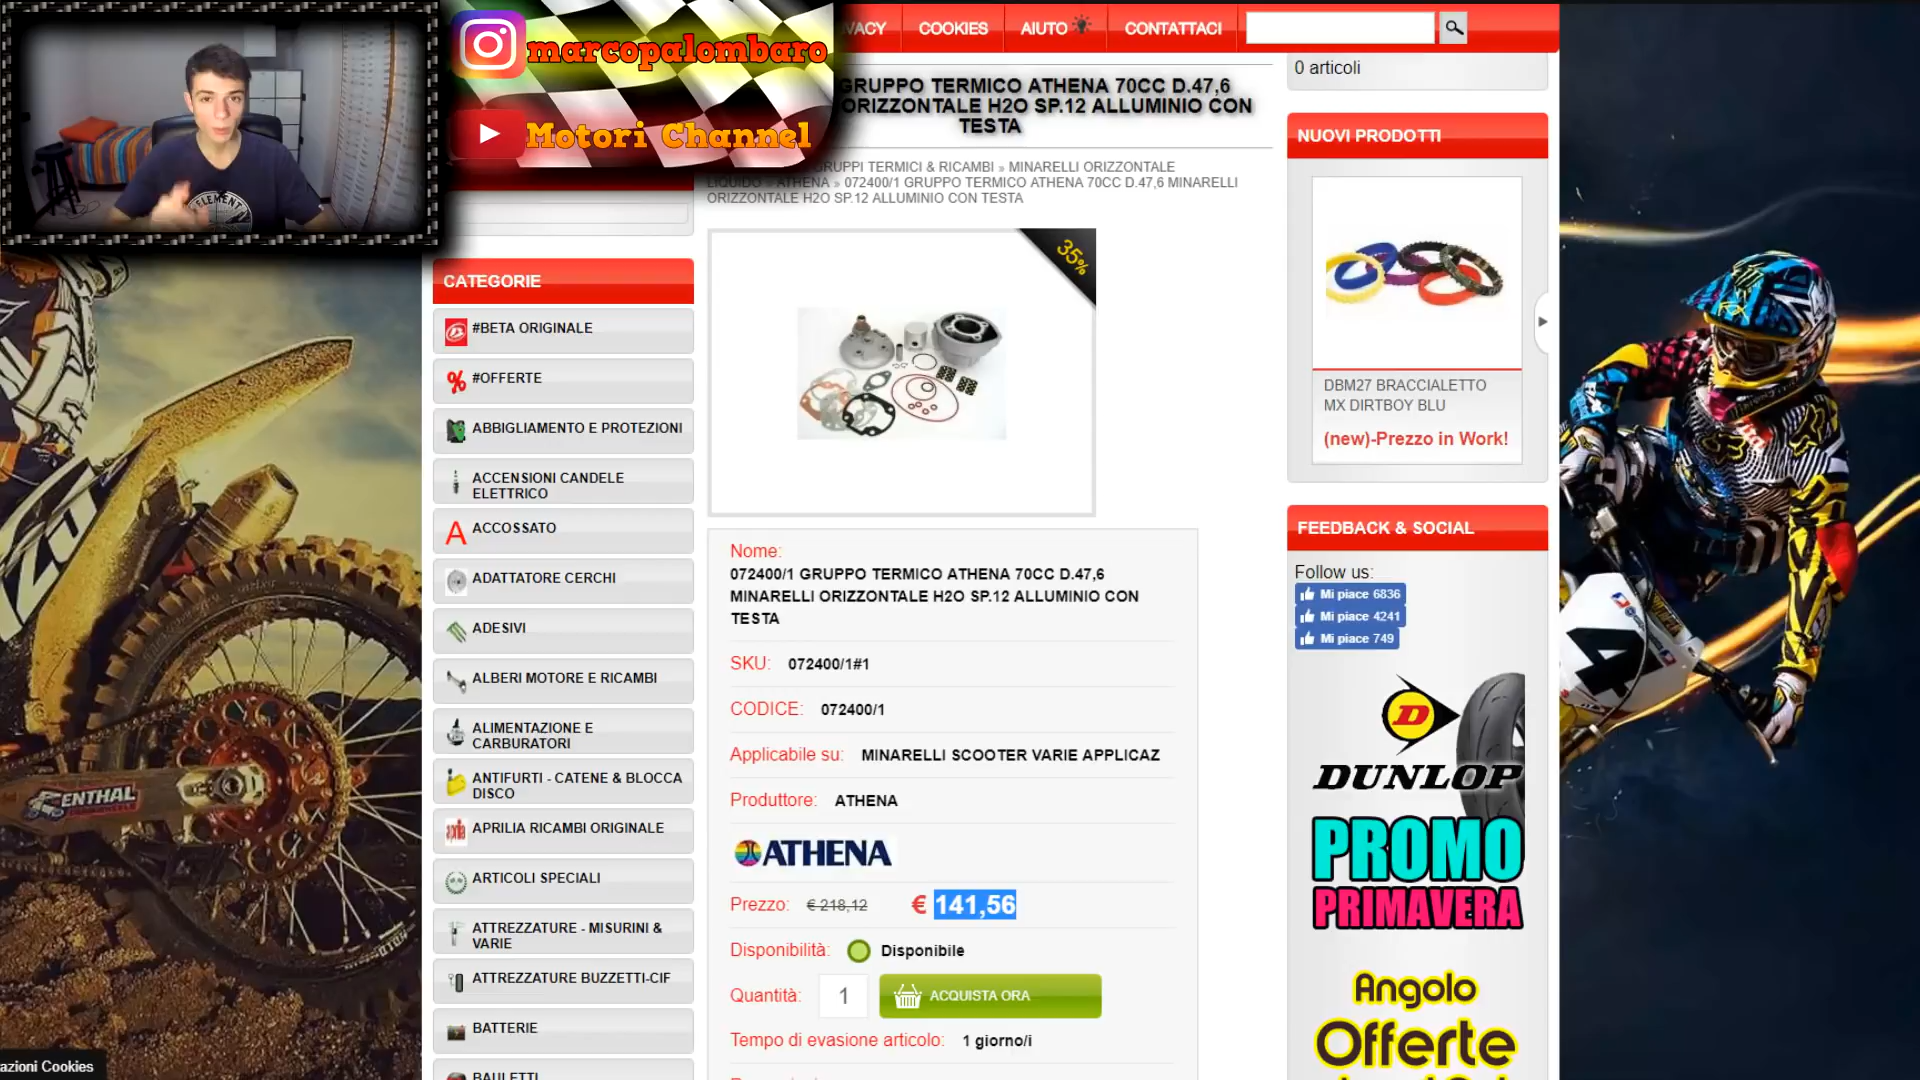 marcopalombaro
Motori Channel
ELEMENT
COOKIES
AIUTO
CONTATTACI
GRUPPO TERMICO ATHENA 70CC D.47,6
ORIZZONTALE H2O SP.12 ALLUMINIO CON
TESTA
GRUPPI TERMICI & RICAMBI » MINARELLI ORIZZONTALE
LIQUIDO » ATHENA » 072400/1 GRUPPO TERMICO ATHENA 70CC D.47,6 MINARELLI
ORIZZONTALE H2O SP.12 ALLUMINIO CON TESTA
CATEGORIE
#BETA ORIGINALE
#OFFERTE
ABBIGLIAMENTO E PROTEZIONI
ACCENSIONI CANDELE
ELETTRICO
ACCOSSATO
ADATTATORE CERCHI
ADESIVI
ALBERI MOTORE E RICAMBI
ALIMENTAZIONE E
CARBURATORI
ANTIFURTI - CATENE & BLOCCA
DISCO
APRILIA RICAMBI ORIGINALE
ARTICOLI SPECIALI
ATTREZZATURE - MISURINI &
VARIE
ATTREZZATURE BUZZETTI-CIF
BATTERIE
BAULETTI
35%
Nome:
072400/1 GRUPPO TERMICO ATHENA 70CC D.47,6
MINARELLI ORIZZONTALE H2O SP.12 ALLUMINIO CON
TESTA
SKU: 072400/1#1
CODICE: 072400/1
Applicabile su: MINARELLI SCOOTER VARIE APPLICAZ
Produttore: ATHENA
ATHENA
Prezzo: € 218,12 € 141,56
Disponibilità: Disponibile
Quantità: 1 ACQUISTA ORA
Tempo di evasione articolo: 1 giorno/i
0 articoli
NUOVI PRODOTTI
DBM27 BRACCIALETTO
MX DIRTBOY BLU
(new)-Prezzo in Work!
FEEDBACK & SOCIAL
Follow us:
Mi piace 6836
Mi piace 4241
Mi piace 749
D
DUNLOP
PROMO
PRIMAVERA
Angolo
Offerte
4
azioni Cookies